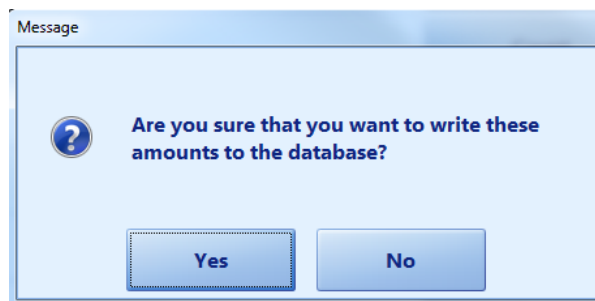 Message
Are you sure that you want to write these
amounts to the database?
Yes
No